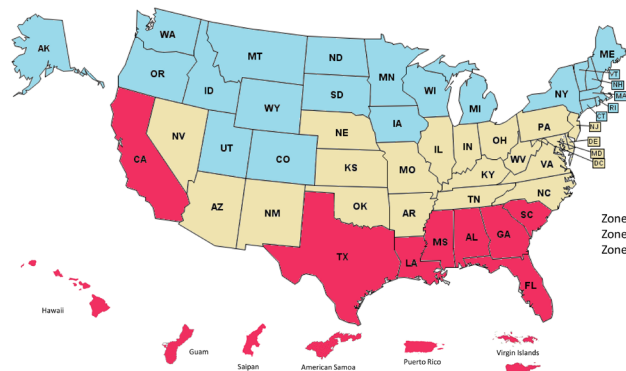 AK
WA
MT
ND
MN
ME
VT
NH
MA
RI
CT
OR
ID
WY
SD
WI
MI
NY
IA
NE
PA
NJ
NV
UT
CO
IL
IN
OH
DE
MD
DC
CA
KS
MO
KY
WV
VA
AZ
NM
OK
AR
TN
NC
SC
TX
LA
MS
AL
GA
FL
Zone
Zone
Zone
Hawaii
Guam
Saipan
American Samoa
Puerto Rico
Virgin Islands